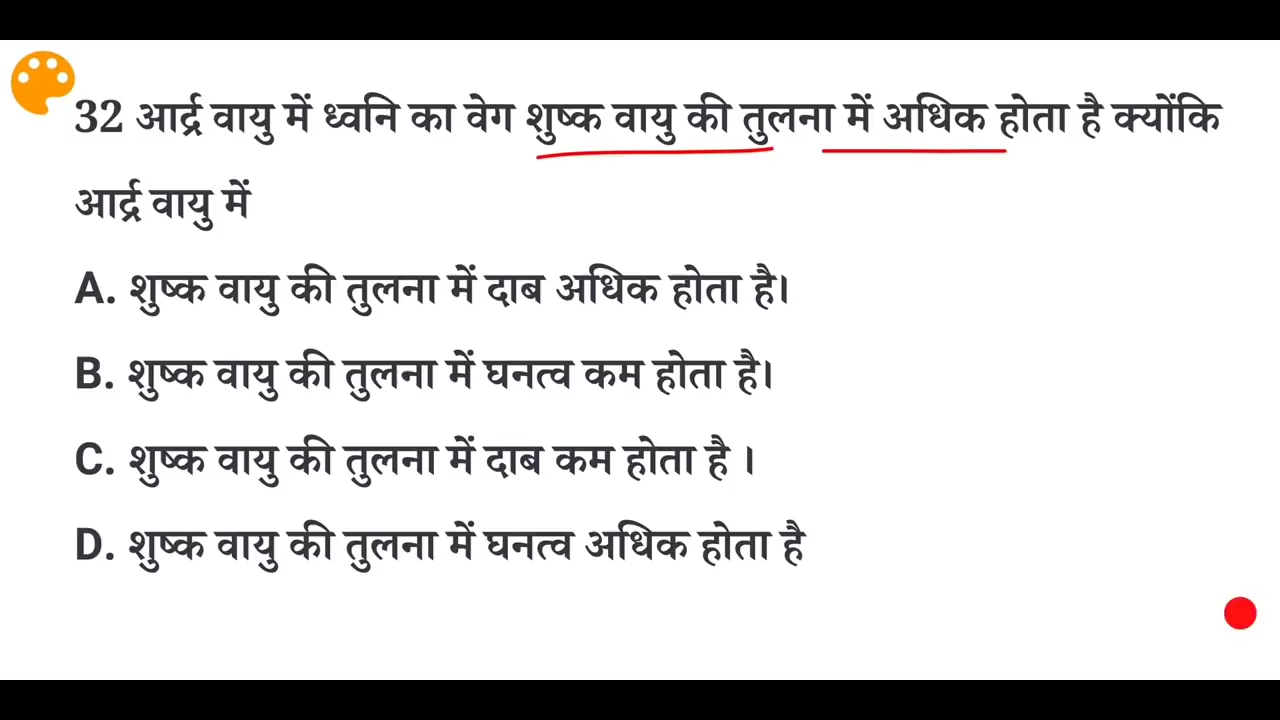 32 आर्द्र वायु में ध्वनि का वेग शुष्क वायु की तुलना में अधिक होता है क्योंकि
आर्द्र वायु में
A. शुष्क वायु की तुलना में दाब अधिक होता है।
B. शुष्क वायु की तुलना में घनत्व कम होता है।
C. शुष्क वायु की तुलना में दाब कम होता है ।
D. शुष्क वायु की तुलना में घनत्व अधिक होता है